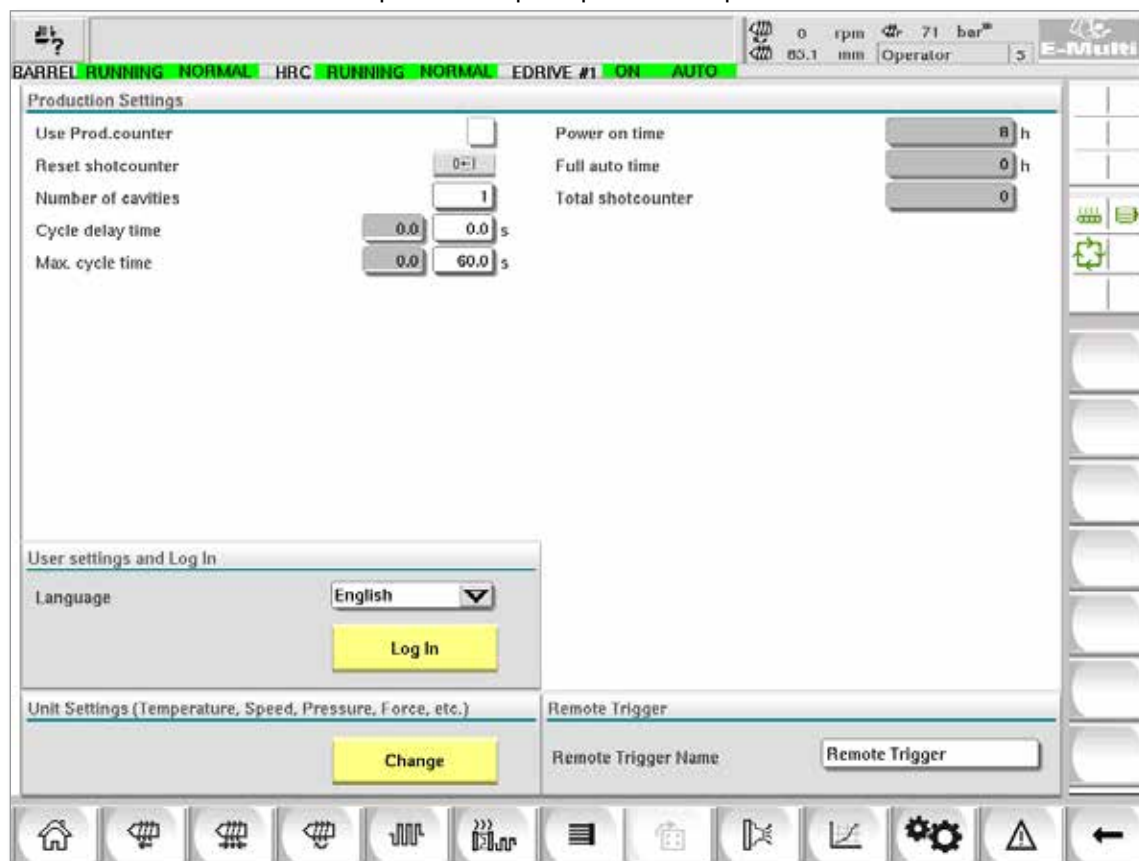 0 rpm 71 bar
E-Multi
85.1 mm Operator 5
BARREL RUNNING NORMAL HRC RUNNING NORMAL EDRIVE #1 ON AUTO
Production Settings
Use Prod.counter
Power on time 8 h
Reset shotcounter
Full auto time 0 h
Number of cavities 1
Total shotcounter 0
Cycle delay time 0.0 0.0 s
Max. cycle time 0.0 60.0 s
User settings and Log In
Language English
Log In
Unit Settings (Temperature, Speed, Pressure, Force, etc.)
Remote Trigger
Change
Remote Trigger Name Remote Trigger